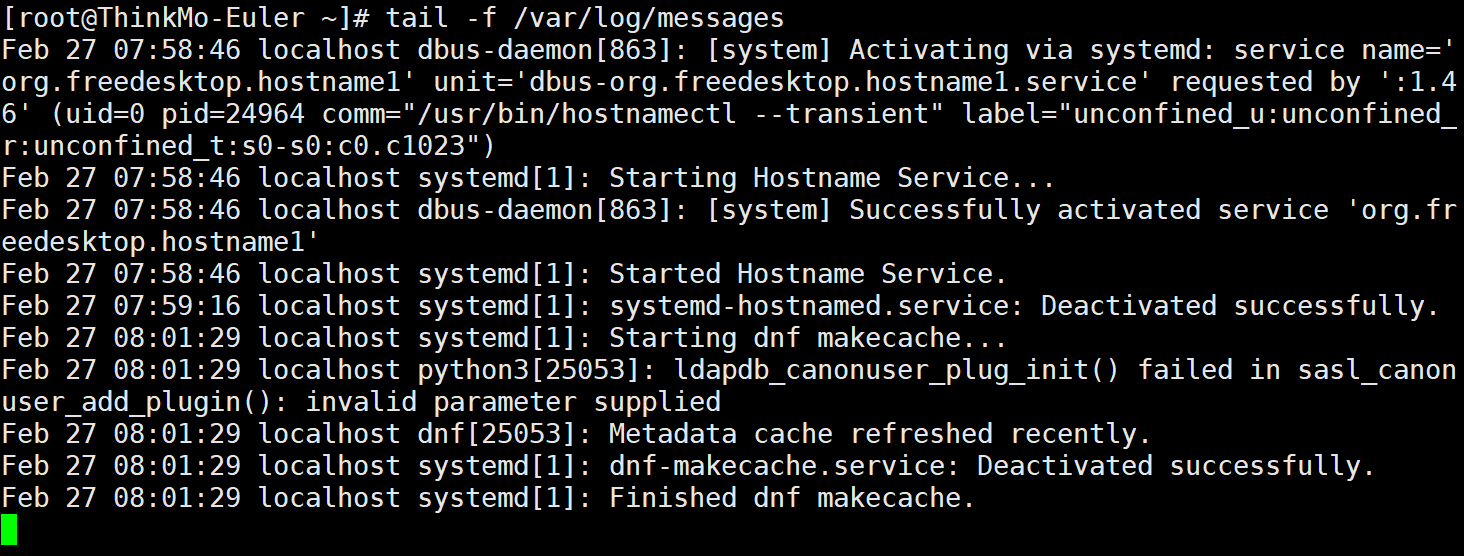 [root@ThinkMo-Euler ~]# tail -f /var/log/messages
Feb 27 07:58:46 localhost dbus-daemon[863]: [system] Activating via systemd: service name='
org.freedesktop.hostname1' unit='dbus-org.freedesktop.hostname1.service' requested by ':1.4
6' (uid=0 pid=24964 comm="/usr/bin/hostnamectl --transient" label="unconfined_u:unconfined_
r:unconfined_t:s0-s0:c0.c1023")
Feb 27 07:58:46 localhost systemd[1]: Starting Hostname Service...
Feb 27 07:58:46 localhost dbus-daemon[863]: [system] Successfully activated service 'org.fr
eedesktop.hostname1'
Feb 27 07:58:46 localhost systemd[1]: Started Hostname Service.
Feb 27 07:59:16 localhost systemd[1]: systemd-hostnamed.service: Deactivated successfully.
Feb 27 08:01:29 localhost systemd[1]: Starting dnf makecache...
Feb 27 08:01:29 localhost python3[25053]: ldapdb_canonuser_plug_init() failed in sasl_canon
user_add_plugin(): invalid parameter supplied
Feb 27 08:01:29 localhost dnf[25053]: Metadata cache refreshed recently.
Feb 27 08:01:29 localhost systemd[1]: dnf-makecache.service: Deactivated successfully.
Feb 27 08:01:29 localhost systemd[1]: Finished dnf makecache.